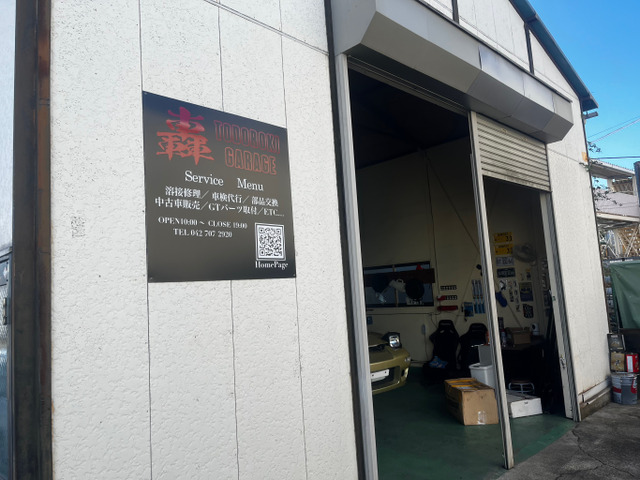 轟
TODOROKI
GARAGE
Service Menu
溶接修理／車検代行／部品交換
中古車販売／GTパーツ取付／ETC...
OPEN10:00 ～ CLOSE 19:00
TEL 042 707 2920
HomePage